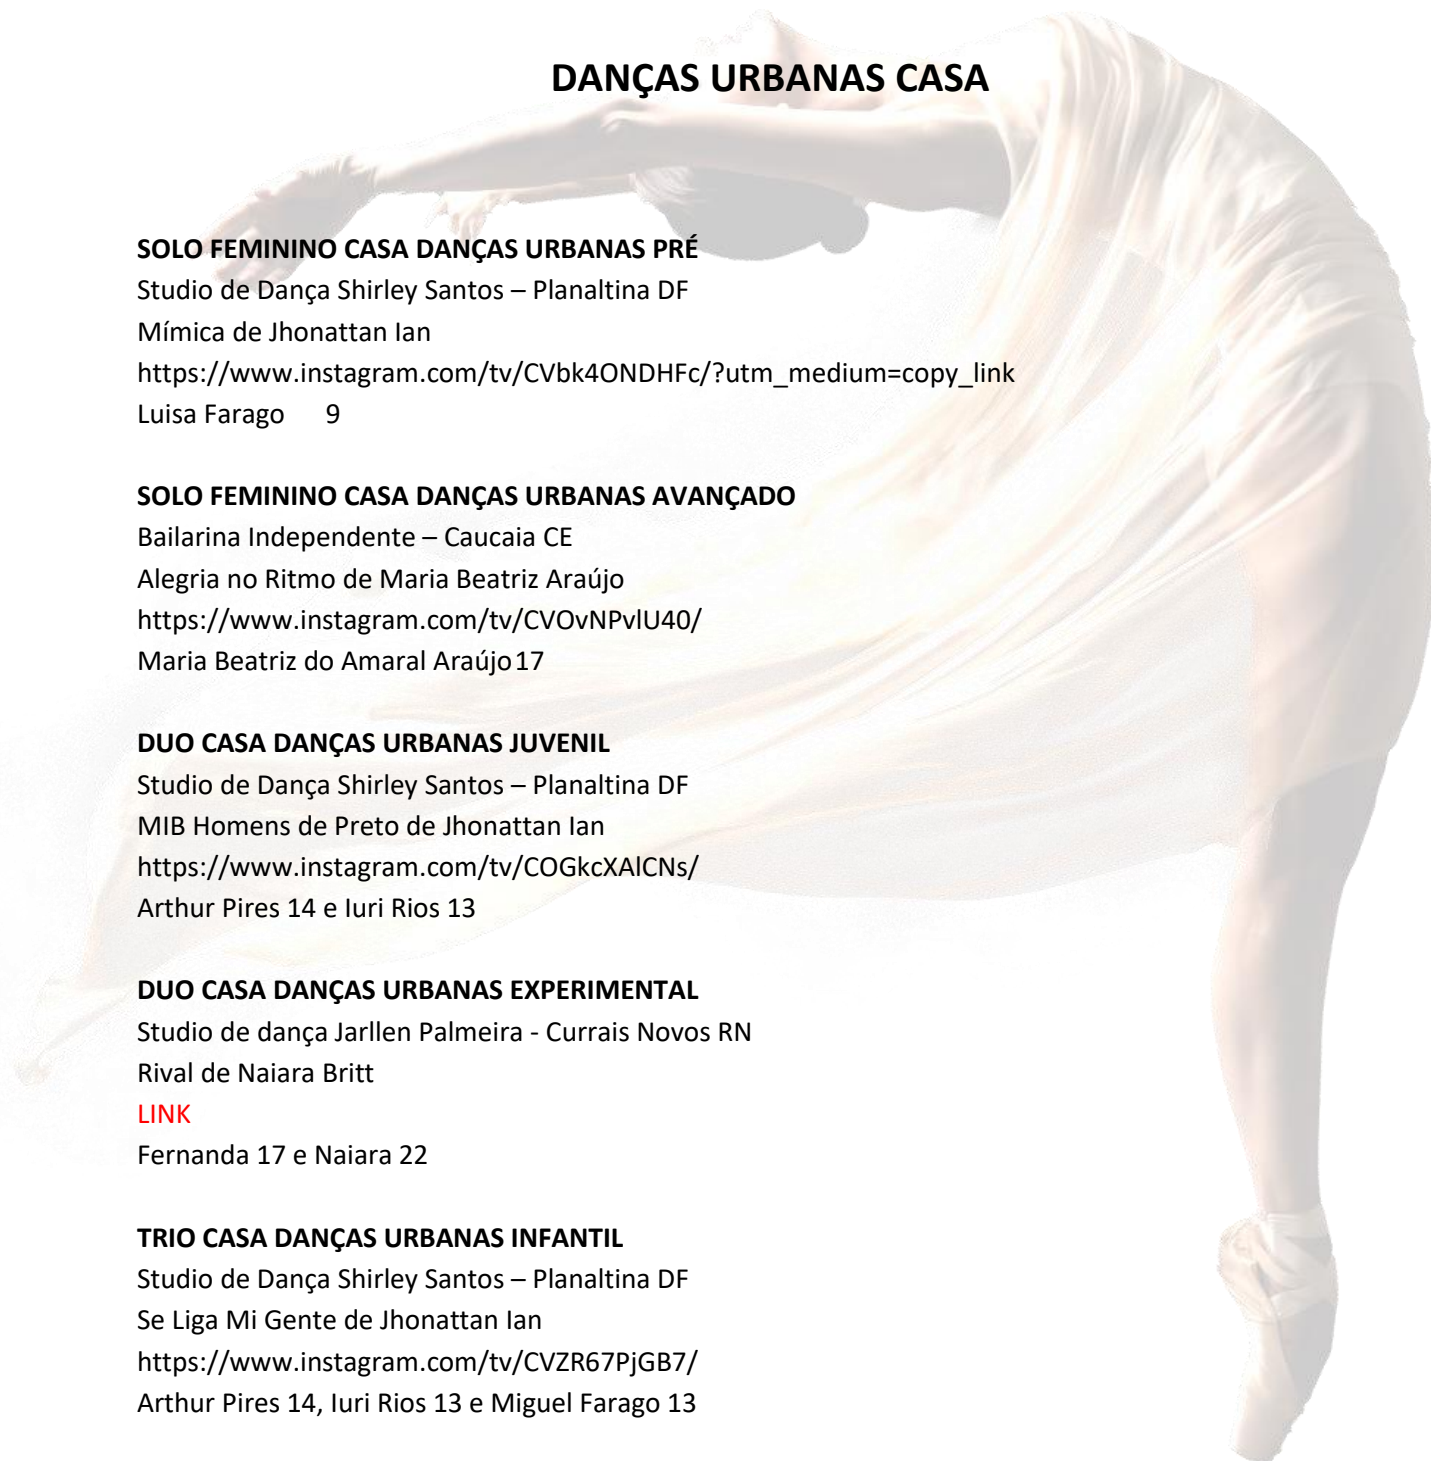 DANÇAS URBANAS CASA
SOLO FEMININO CASA DANÇAS URBANAS PRÉ
Studio de Dança Shirley Santos – Planaltina DF
Mímica de Jhonattan Ian
https://www.instagram.com/tv/CVbk4ONDHFc/?utm_medium=copy_link
Luisa Farago 9
SOLO FEMININO CASA DANÇAS URBANAS AVANÇADO
Bailarina Independente – Caucaia CE
Alegria no Ritmo de Maria Beatriz Araújo
https://www.instagram.com/tv/CVOvNPvlU40/
Maria Beatriz do Amaral Araújo 17
DUO CASA DANÇAS URBANAS JUVENIL
Studio de Dança Shirley Santos – Planaltina DF
MIB Homens de Preto de Jhonattan Ian
https://www.instagram.com/tv/COGkcXAlCNs/
Arthur Pires 14 e Iuri Rios 13
DUO CASA DANÇAS URBANAS EXPERIMENTAL
Studio de dança Jarllen Palmeira - Currais Novos RN
Rival de Naiara Britt
LINK
Fernanda 17 e Naiara 22
TRIO CASA DANÇAS URBANAS INFANTIL
Studio de Dança Shirley Santos – Planaltina DF
Se Liga Mi Gente de Jhonattan Ian
https://www.instagram.com/tv/CVZR67PjGB7/
Arthur Pires 14, Iuri Rios 13 e Miguel Farago 13